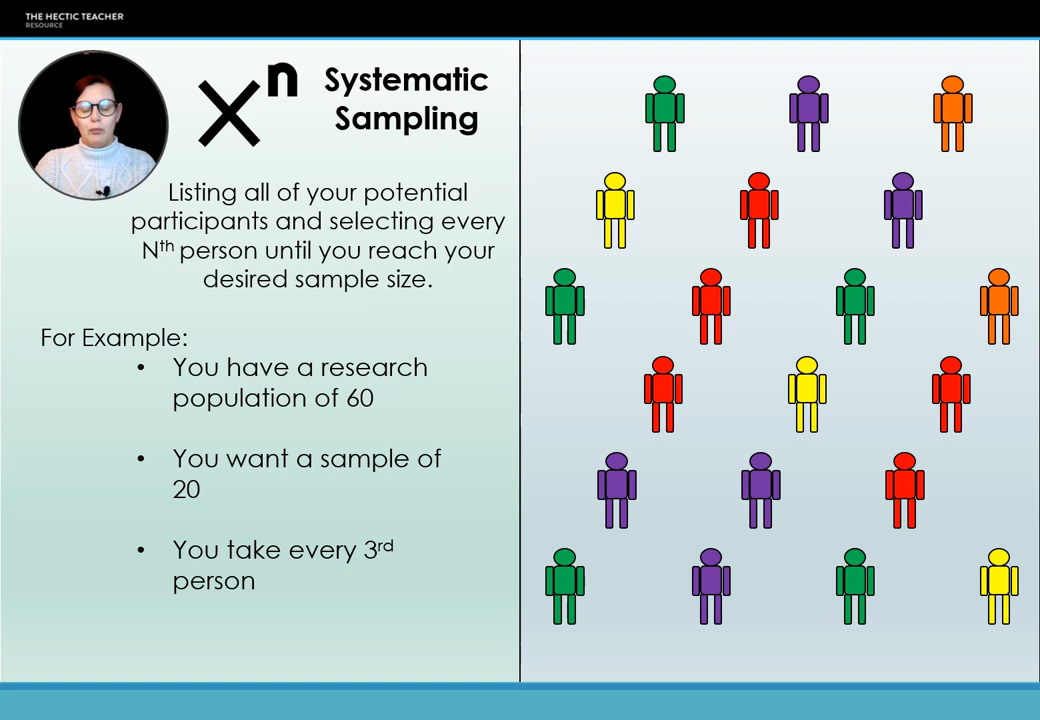 THE HECTIC TEACHER
RESOURCE
n
Systematic
Sampling
Listing all of your potential
participants and selecting every
Nth person until you reach your
desired sample size.
For Example:
• You have a research
population of 60
• You want a sample of
20
• You take every 3rd
person